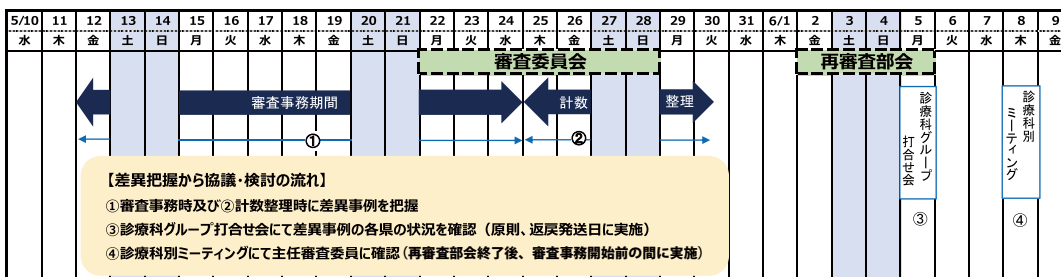 5/10 11 12 13 14 15 16 17 18 19 20 21 22 23 24 25 26 27 28 29 30 31 6/1 2 3 4 5 6 7 8 9
水 木 金 土 日 月 火 水 木 金 土 日 月 火 水 木 金 土 日 月 火 水 木 金 土 日 月 火 水 木 金
審査委員会 再審査部会
審査事務期間 計数 整理
① ②
診療科グループ
打合せ会
③
診療科別
ミーティング
④
【差異把握から協議・検討の流れ】
①審査事務時及び②計数整理時に差異事例を把握
③診療科グループ打合せ会にて差異事例の各県の状況を確認（原則、返戻発送日に実施）
④診療科別ミーティングにて主任審査委員に確認（再審査部会終了後、審査事務開始前の間に実施）